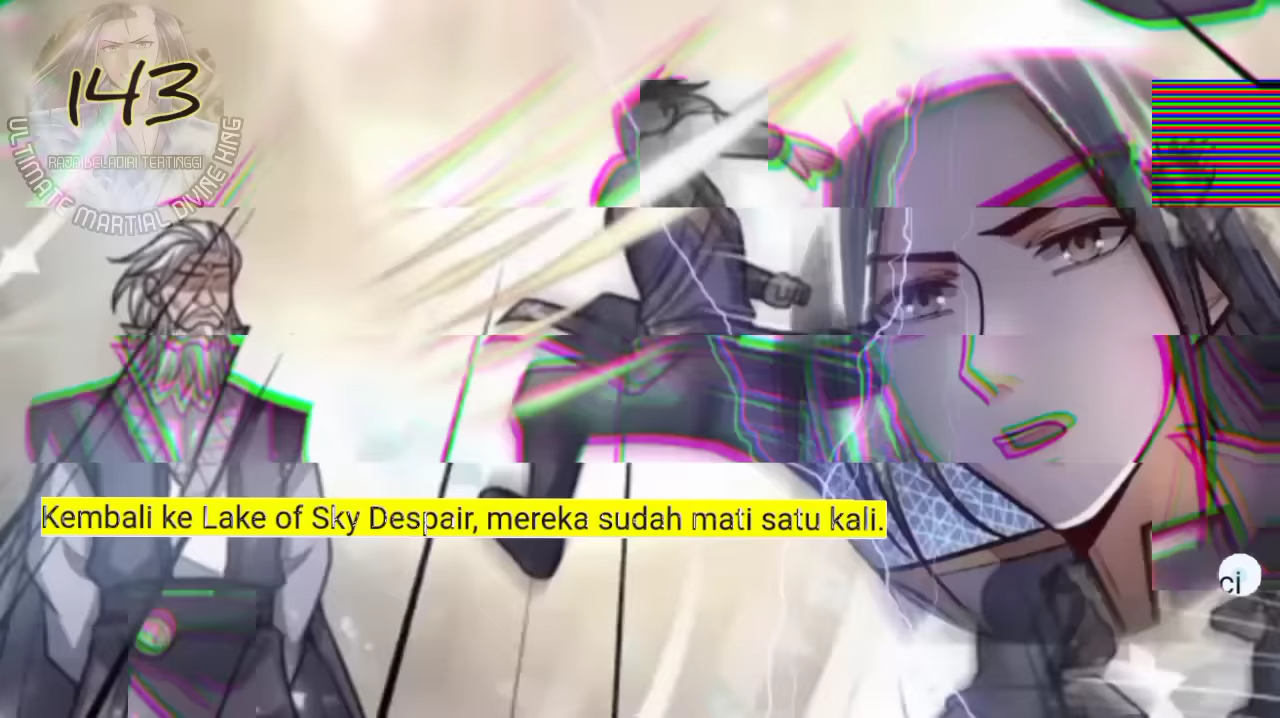 143
RAJA BELADIRI TERTINGGI
ULTIMATE MARTIAL DIVINE KING
Kembali ke Lake of Sky Despair, mereka sudah mati satu kali.
ci